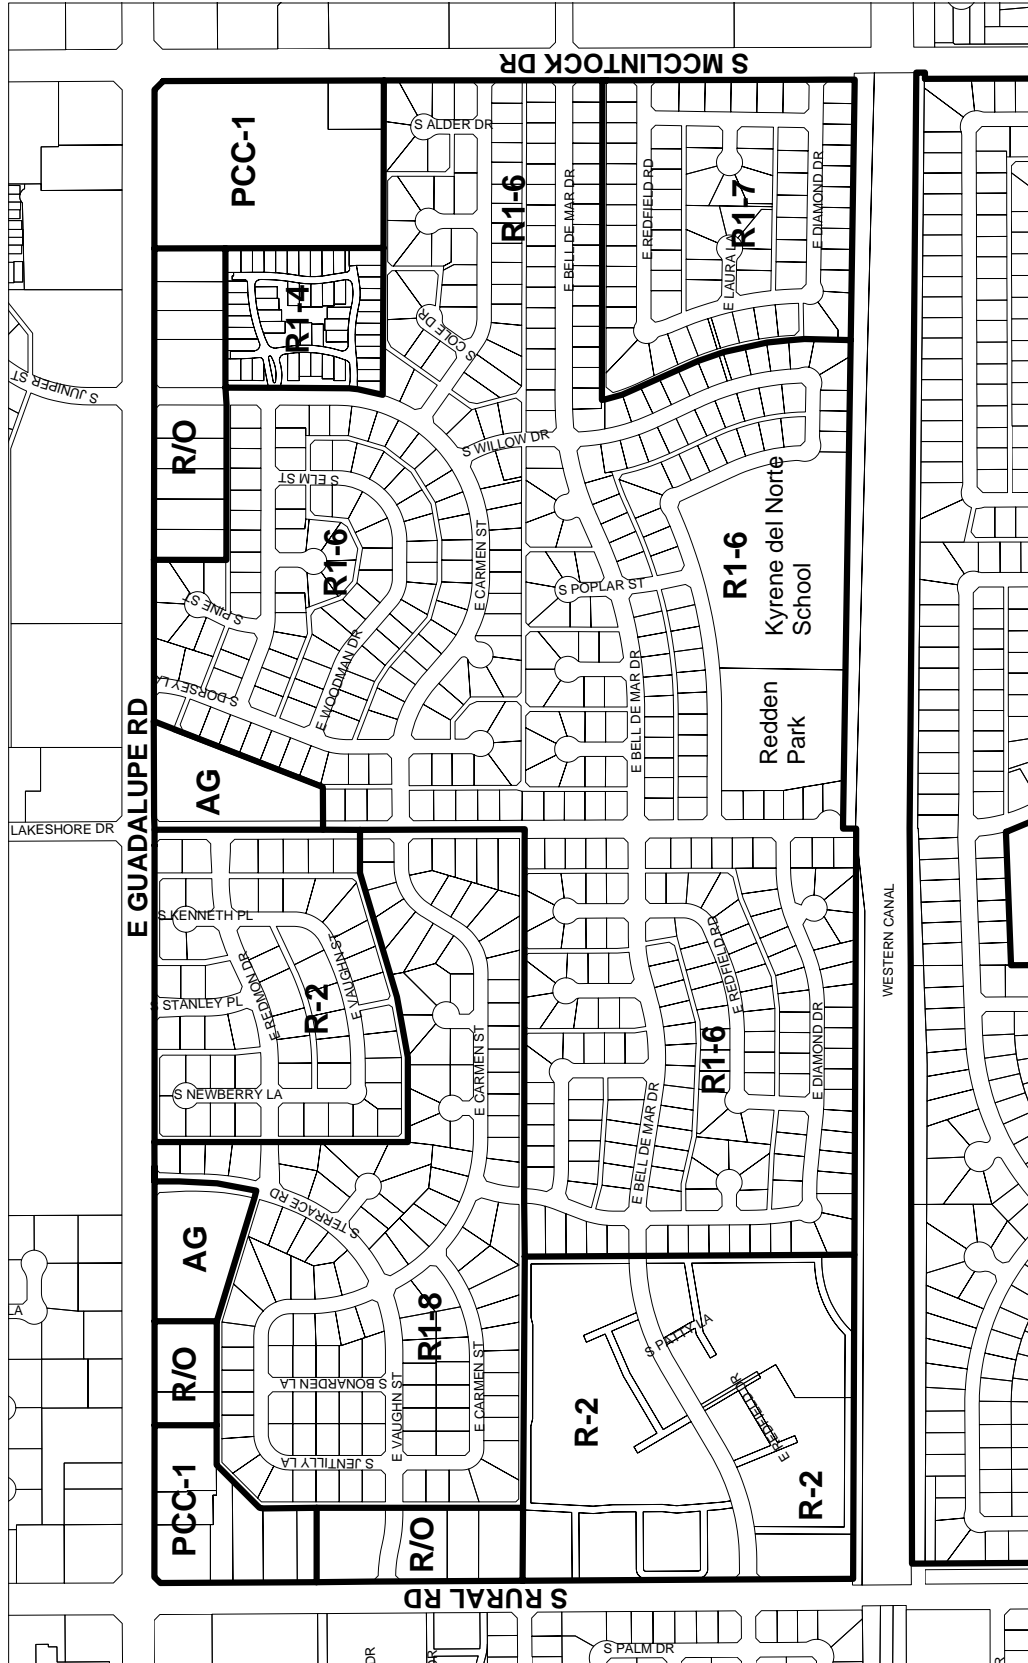 S MCCLINTOCK DR
PCC-1
S ALDER DR
R1-6
E BELL DE MAR DR
E REDFIELD RD
R1-7
E DIAMOND DR
E LAURA LA
R1-4
S COLE DR
S JUNIPER ST
R/O
S WILLOW DR
S ELM ST
R1-6
E CARMEN ST
S PINE ST
S POPLAR ST
R1-6
Kyrene del Norte
School
S DORSEY LA
E WOODMAN DR
E BELL DE MAR DR
Redden
Park
E GUADALUPE RD
AG
LAKESHORE DR
S KENNETH PL
E REDMON DR
E VAUGHN ST
S STANLEY PL
R-2
S NEWBERRY LA
E CARMEN ST
E REDFIELD RD
R1-6
E DIAMOND DR
E BELL DE MAR DR
WESTERN CANAL
S TERRACE RD
AG
LA
R1-8
R/O
S BONARDEN LA
E VAUGHN ST
E CARMEN ST
S JENTILLY LA
S PATTY LA
R-2
E REDFIELD DR
R-2
PCC-1
R/O
S RURAL RD
S PALM DR
DR